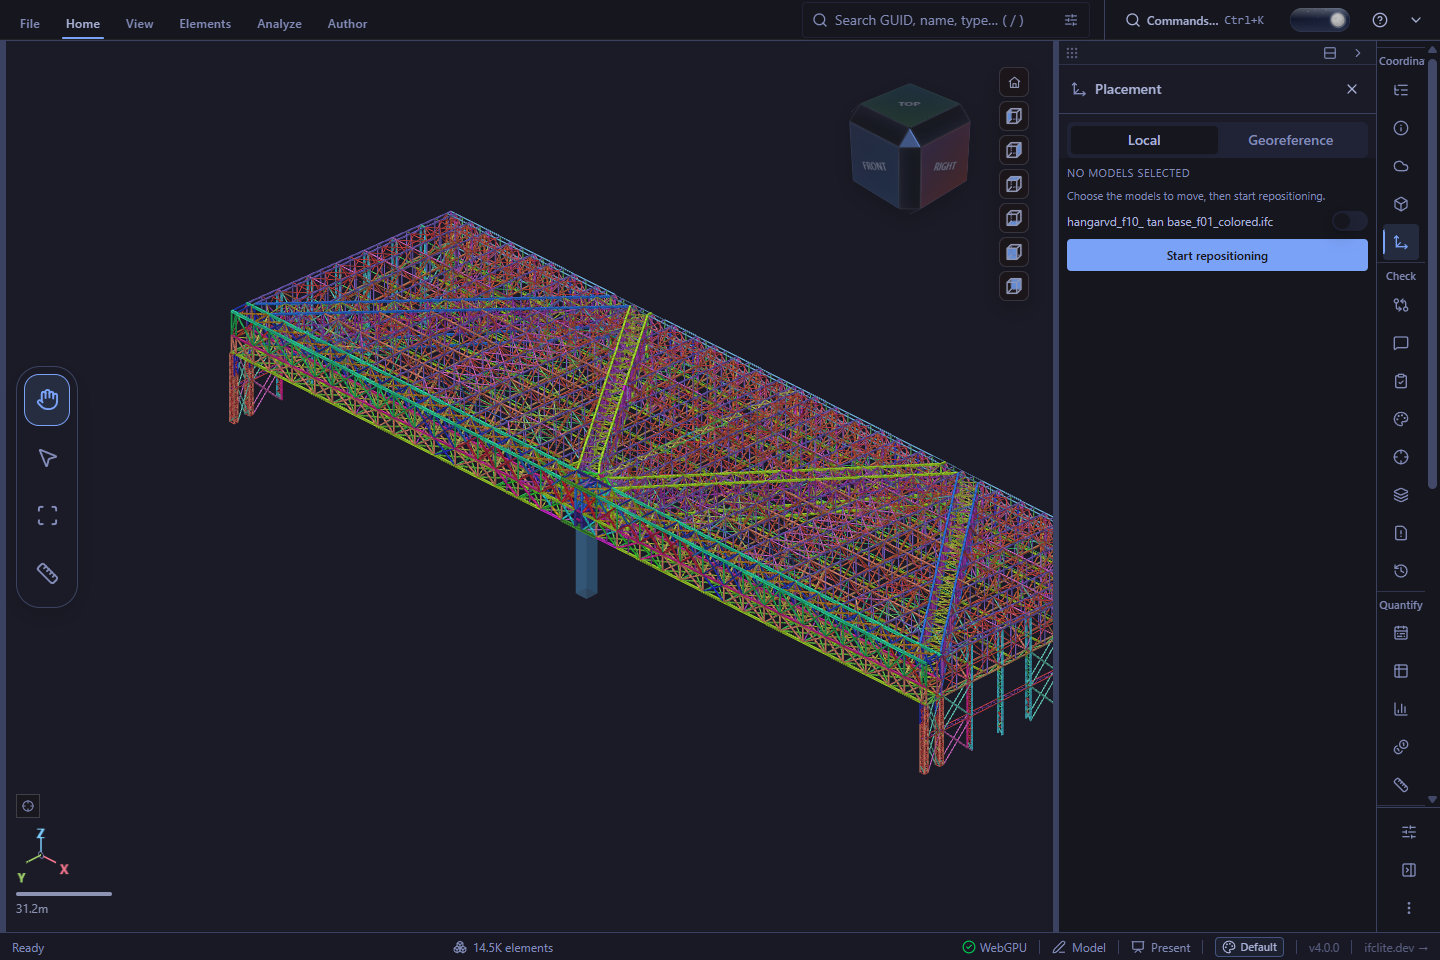 File Home View Elements Analyze Author
Search GUID, name, type... ( / )
Commands... Ctrl+K
Coordina
Placement
Local Georeference
NO MODELS SELECTED
Choose the models to move, then start repositioning.
hangarvd_f10_ tan base_f01_colored.ifc
Start repositioning
Check
Quantify
TOP
FRONT RIGHT
Z
X
Y
31.2m
Ready
14.5K elements
WebGPU
Model
Present
Default
v4.0.0
ifclite.dev →